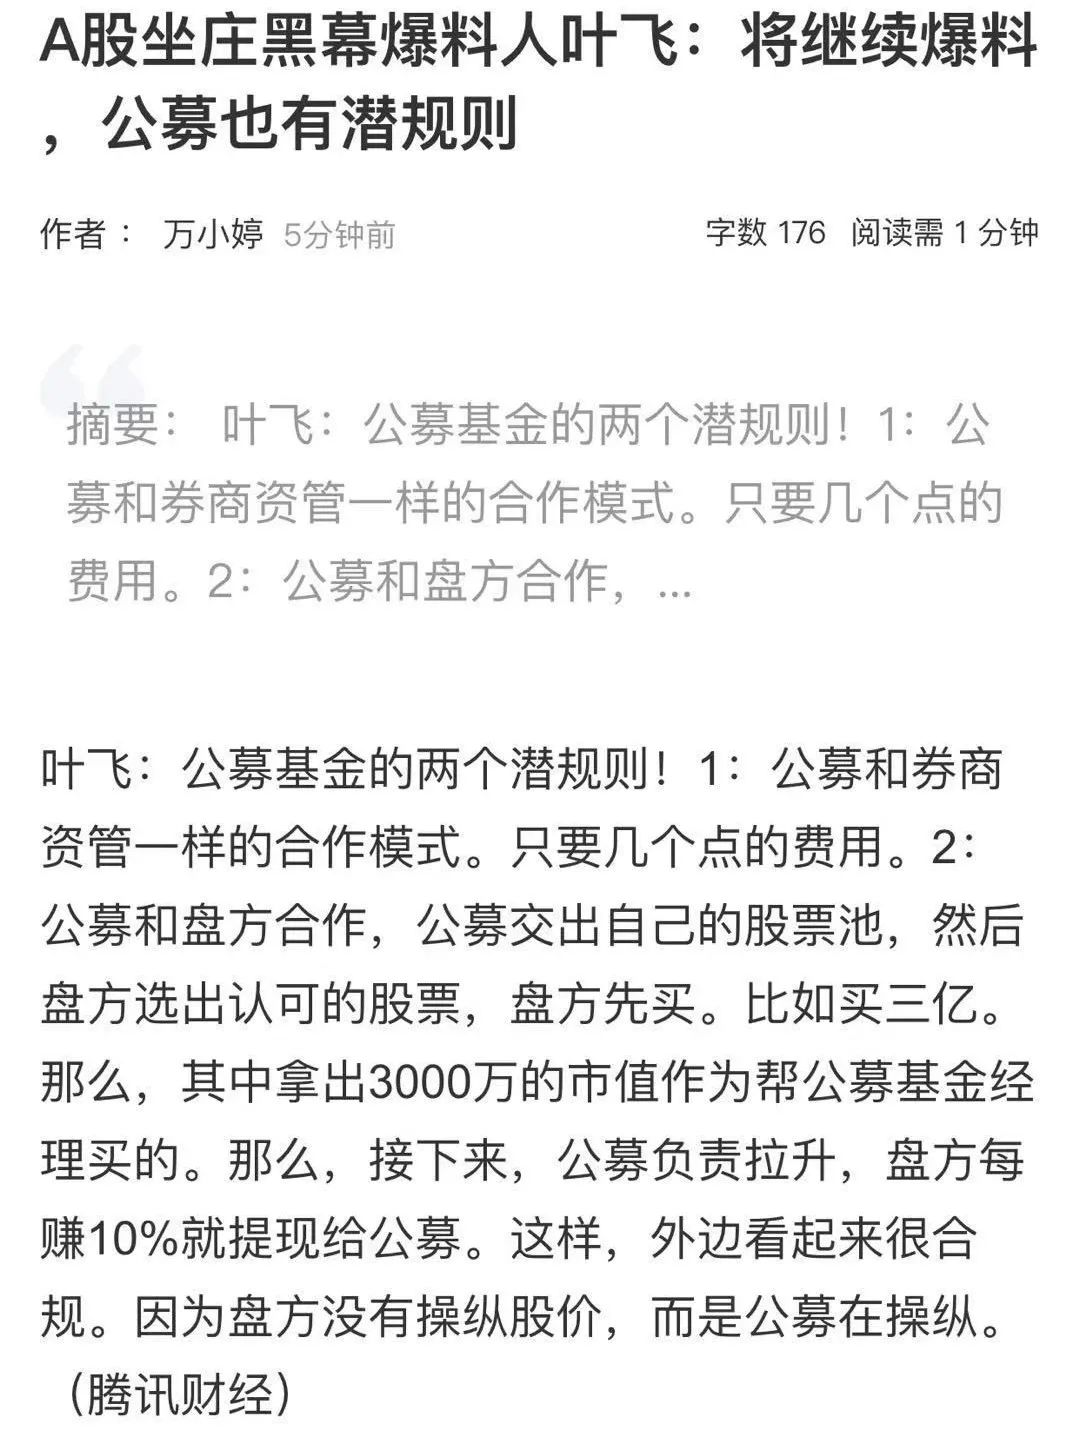 A股坐庄黑幕爆料人叶飞：将继续爆料
，公募也有潜规则
作者： 万小婷 5分钟前 字数 176 阅读需 1 分钟
摘要： 叶飞：公募基金的两个潜规则！1：公
募和券商资管一样的合作模式。只要几个点的
费用。2：公募和盘方合作，...
叶飞：公募基金的两个潜规则！1：公募和券商
资管一样的合作模式。只要几个点的费用。2：
公募和盘方合作，公募交出自己的股票池，然后
盘方选出认可的股票，盘方先买。比如买三亿。
那么，其中拿出3000万的市值作为帮公募基金经
理买的。那么，接下来，公募负责拉升，盘方每
赚10%就提现给公募。这样，外边看起来很合
规。因为盘方没有操纵股价，而是公募在操纵。
（腾讯财经）